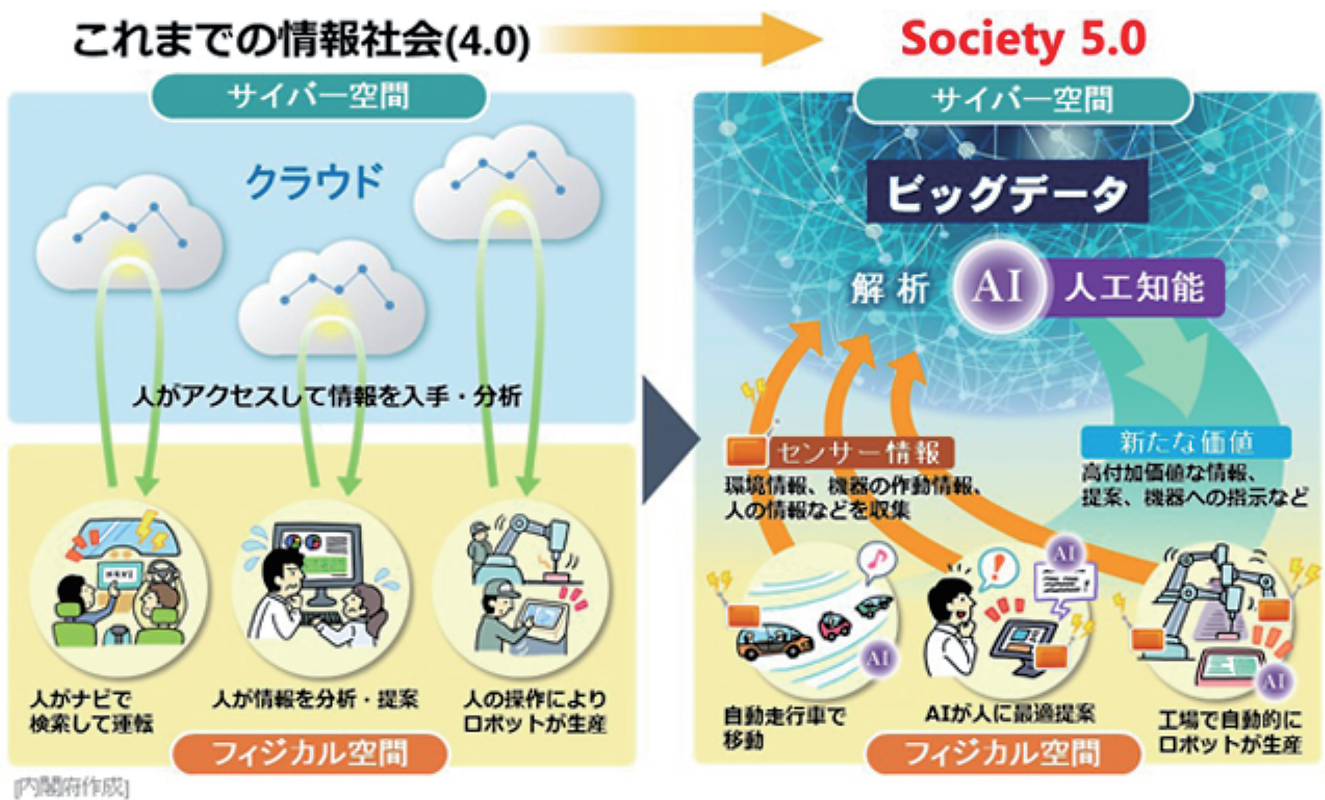 これまでの情報社会(4.0)
Society 5.0
サイバー空間
クラウド
人がアクセスして情報を入手・分析
人がナビで
検索して運転
人が情報を分析・提案
人の操作により
ロボットが生産
フィジカル空間
サイバー空間
ビッグデータ
解析 AI 人工知能
センサー情報
環境情報、機器の作動情報、
人の情報などを収集
新たな価値
高付加価値な情報、
提案、機器への指示など
AI
AI
AI
自動走行車で
移動
AIが人に最適提案
工場で自動的に
ロボットが生産
フィジカル空間
[内閣府作成]